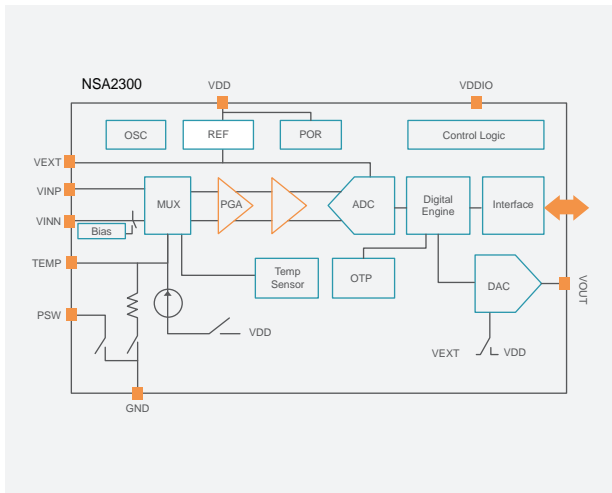 NSA2300
VDD
VDDIO
OSC
REF
POR
Control Logic
VEXT
VINP
VINN
Bias
MUX
PGA
ADC
Digital
Engine
Interface
TEMP
Temp
Sensor
OTP
DAC
VOUT
PSW
VDD
VEXT
VDD
GND